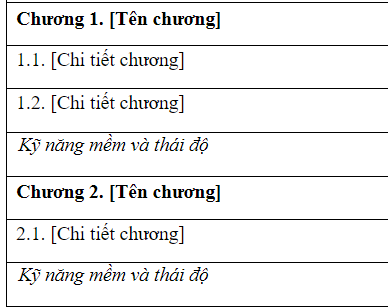 Chương 1. [Tên chương]
1.1. [Chi tiết chương]
1.2. [Chi tiết chương]
Kỹ năng mềm và thái độ
Chương 2. [Tên chương]
2.1. [Chi tiết chương]
Kỹ năng mềm và thái độ